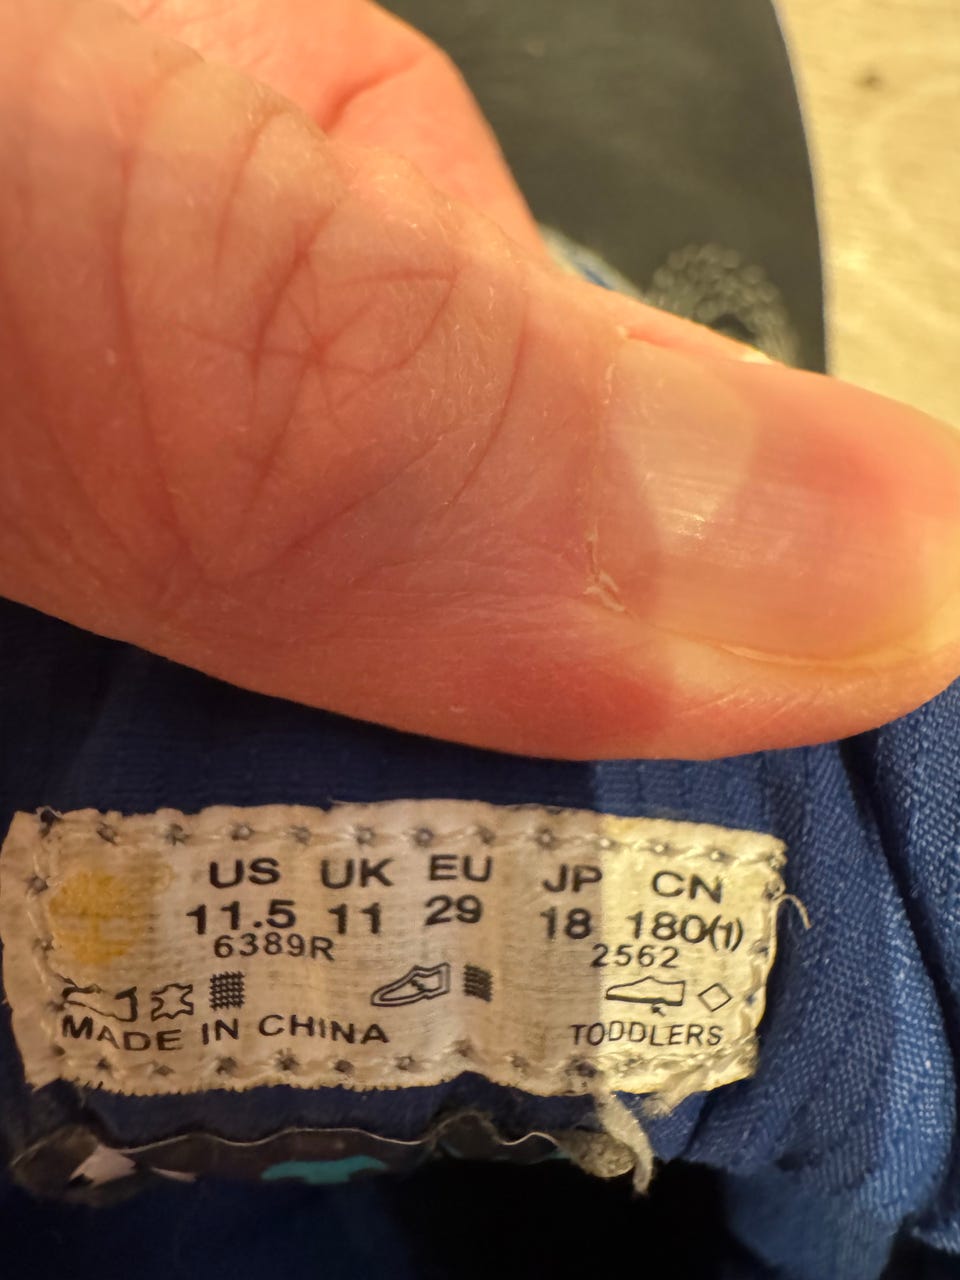 US UK EU JP CN
11.5 11 29 18 180(1)
6389R 2562
MADE IN CHINA TODDLERS